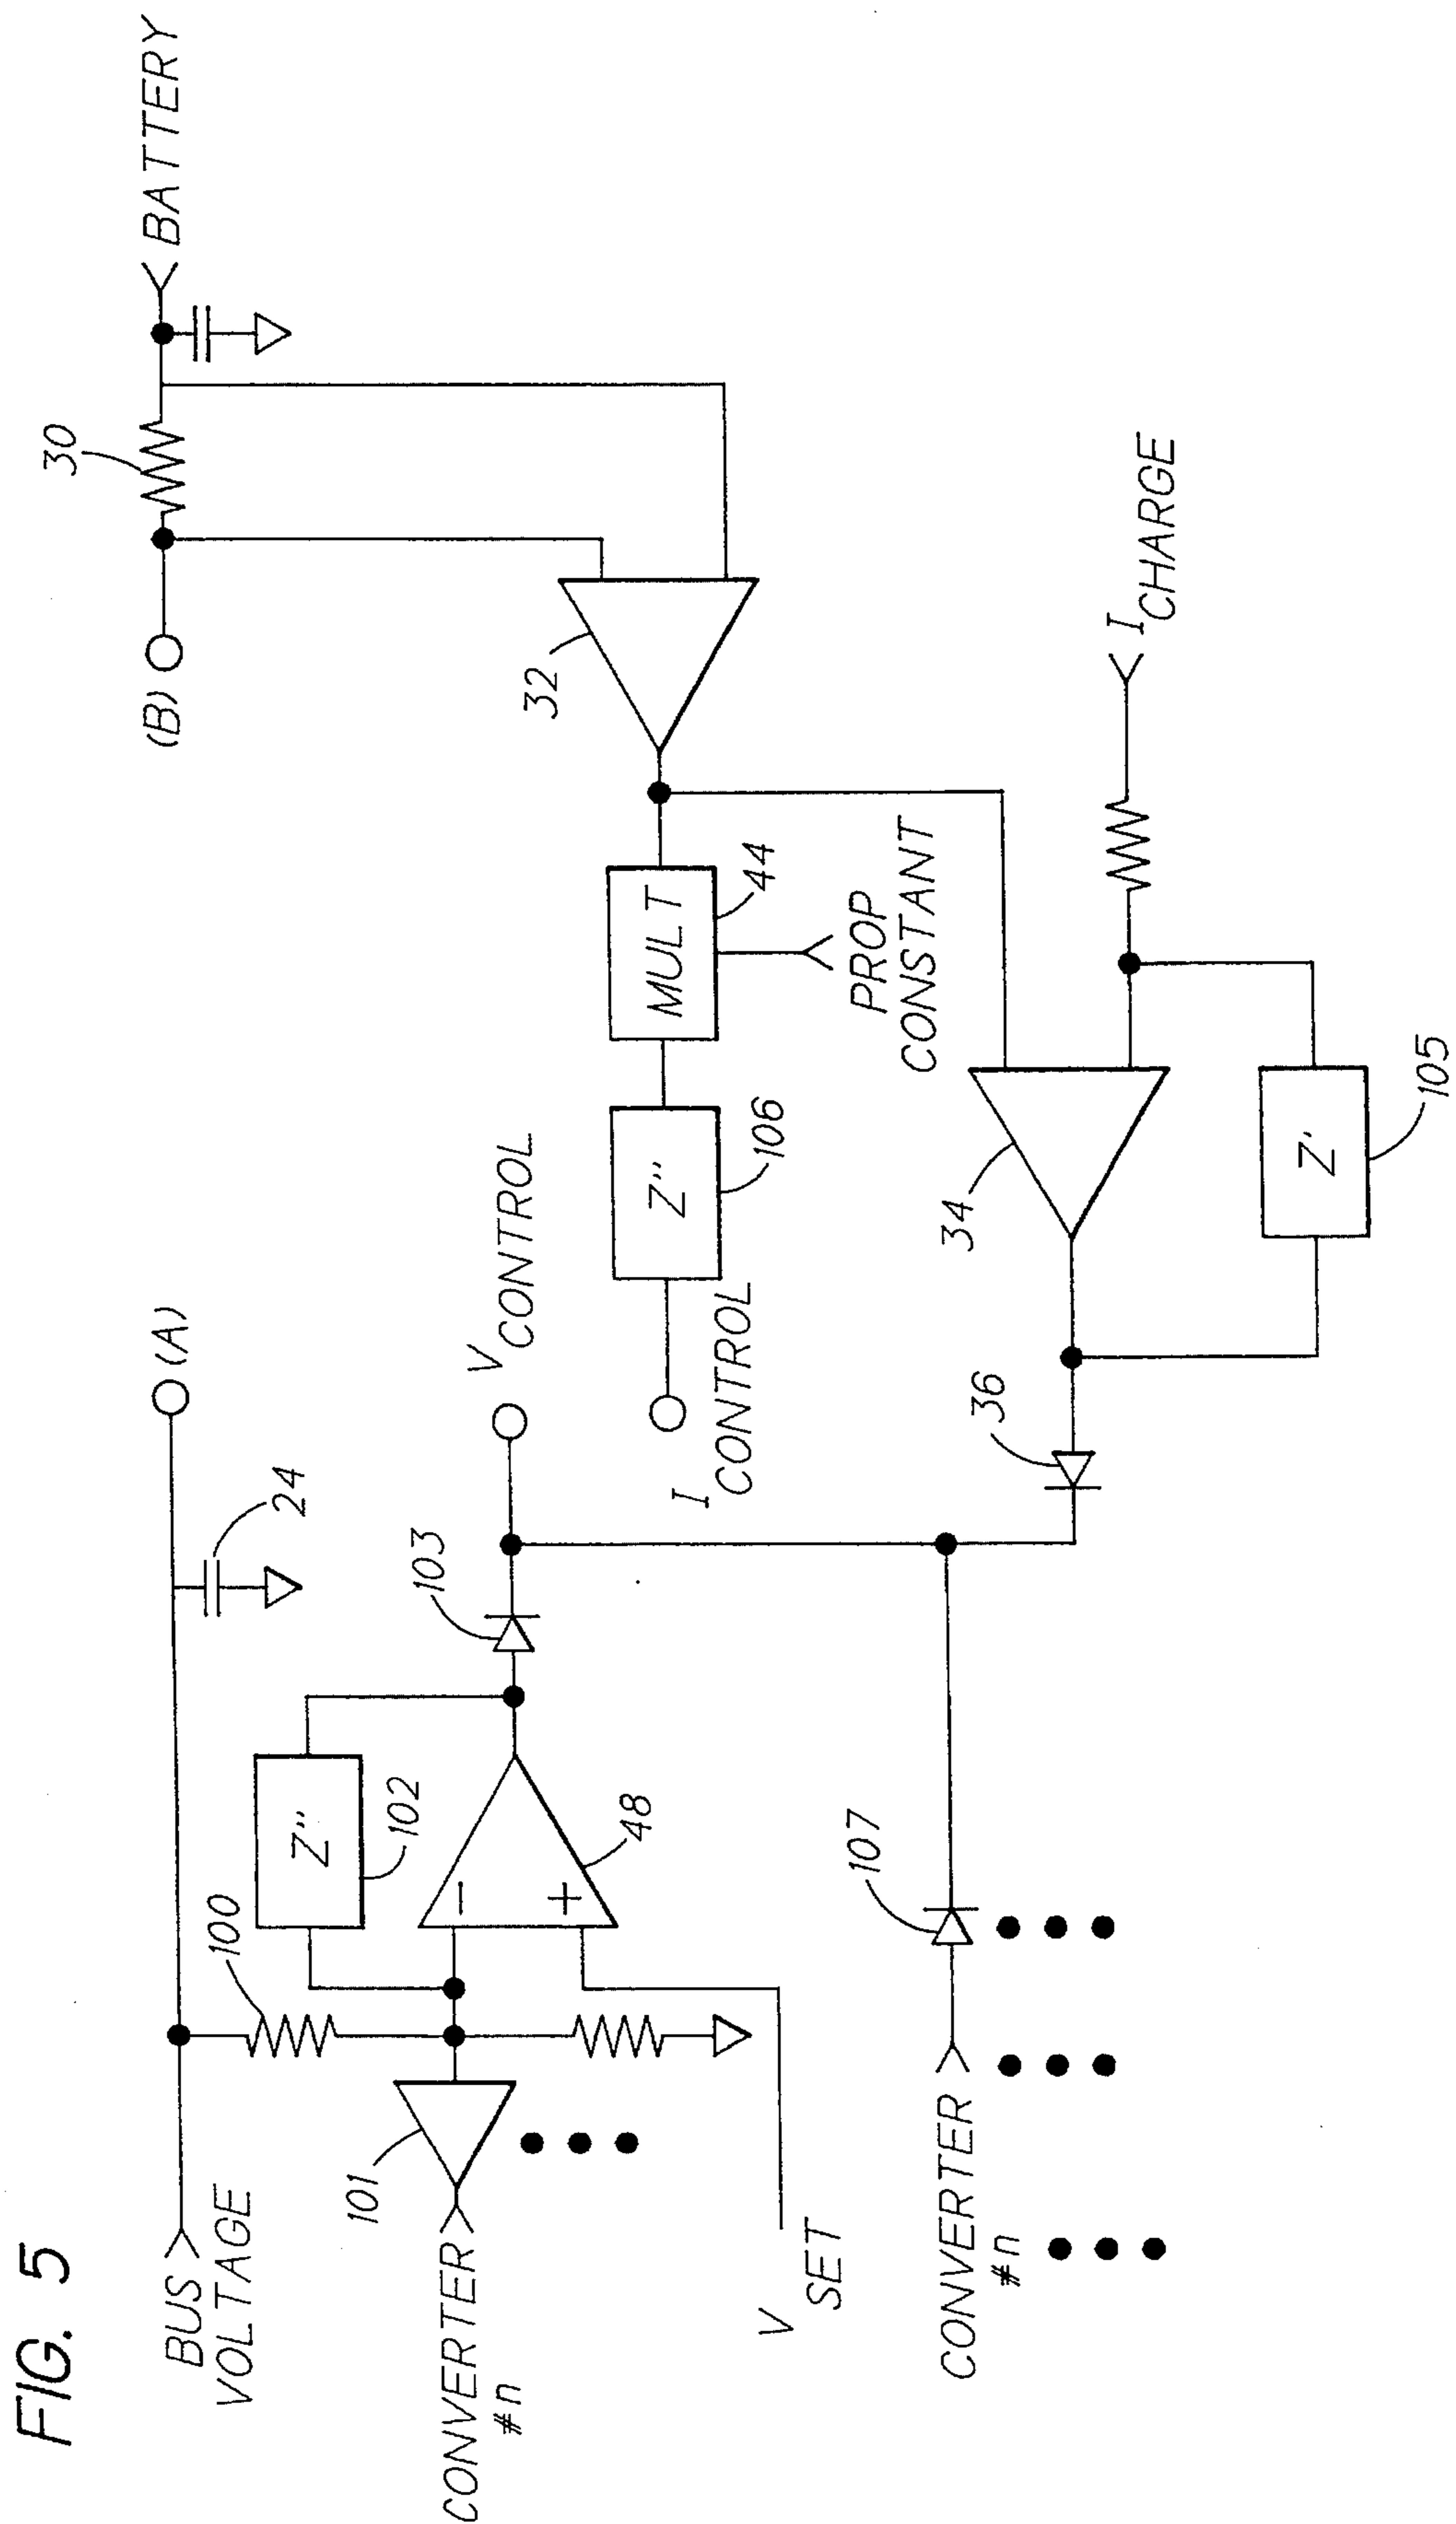 FIG. 5
BUS
VOLTAGE
100
24
(A)
(B)
30
BATTERY
101
CONVERTER
#n
Z''
102
−
+
48
103
V
CONTROL
32
V
SET
I
CONTROL
Z''
106
MULT
44
PROP
CONSTANT
CONVERTER
#n
107
36
34
Z'
105
I
CHARGE